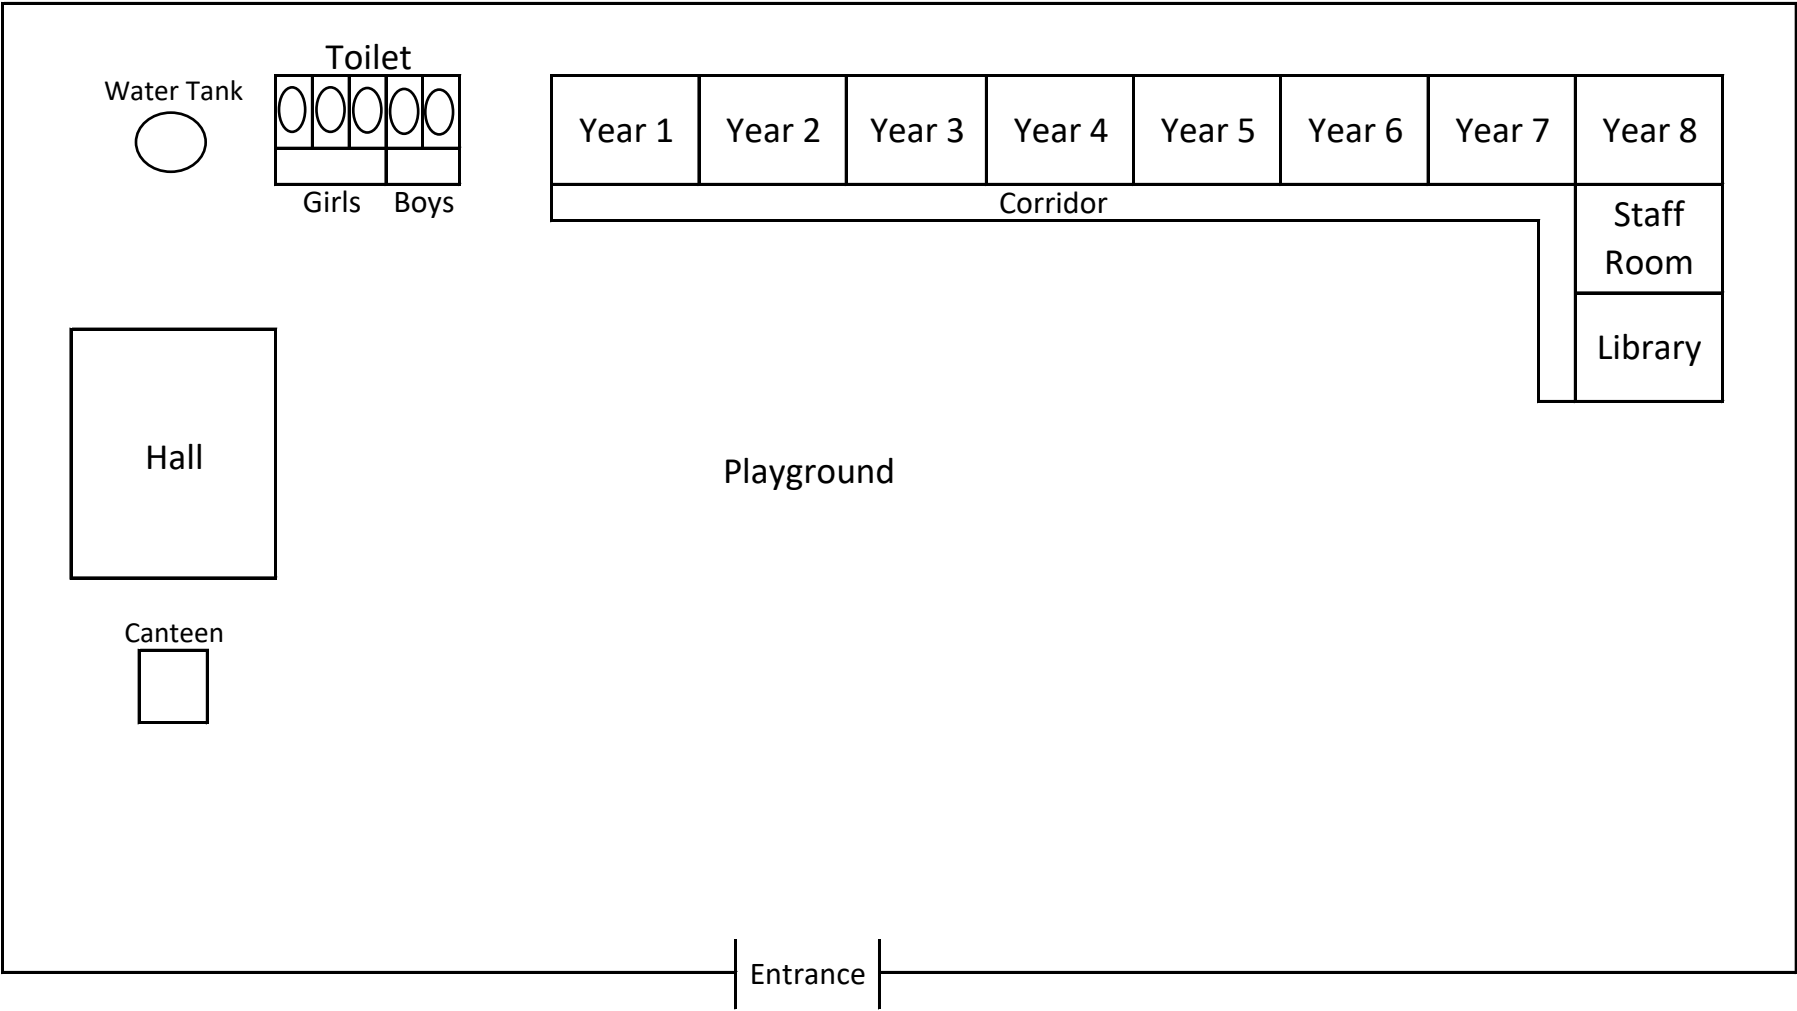 Toilet
Water Tank
Year 1
Year 2
Year 3
Year 4
Year 5
Year 6
Year 7
Year 8
Girls
Boys
Corridor
Staff
Room
Library
Hall
Playground
Canteen
Entrance